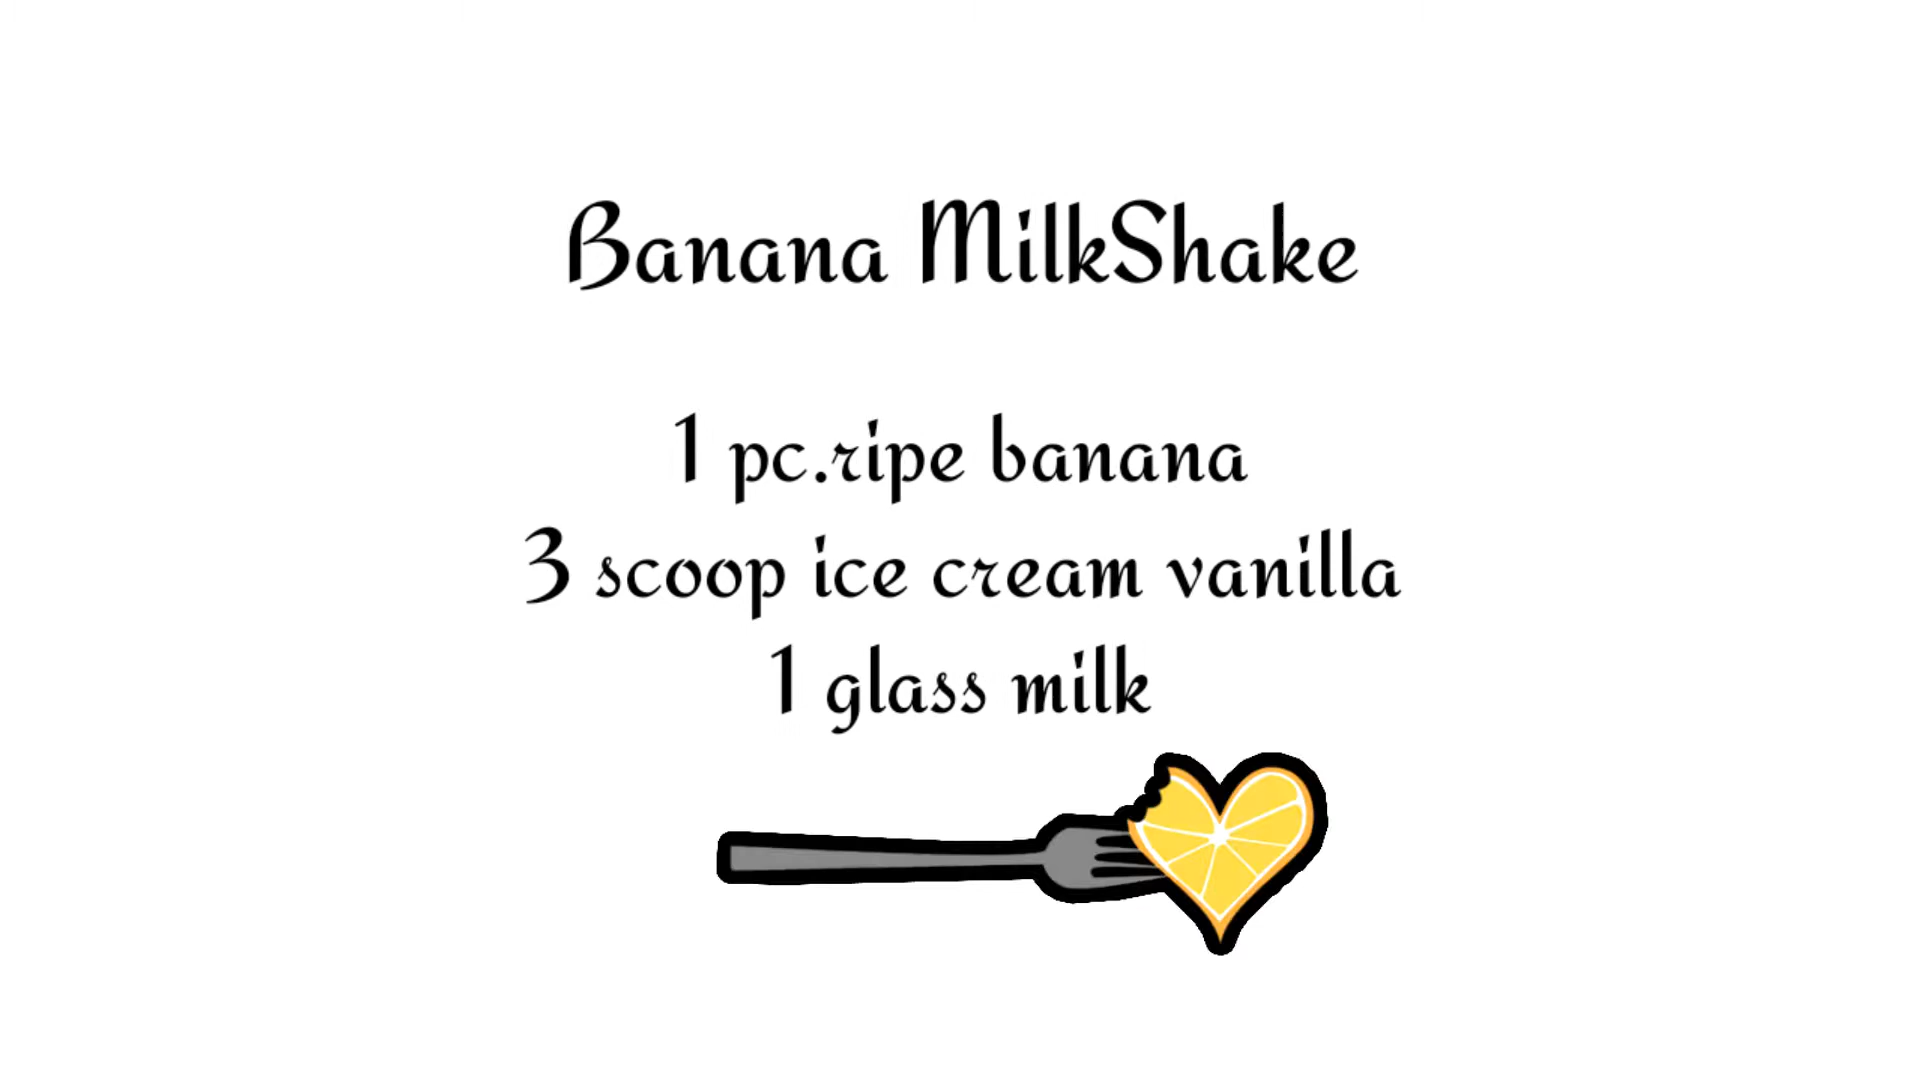 Banana MilkShake
1 pc.ripe banana
3 scoop ice cream vanilla
1 glass milk